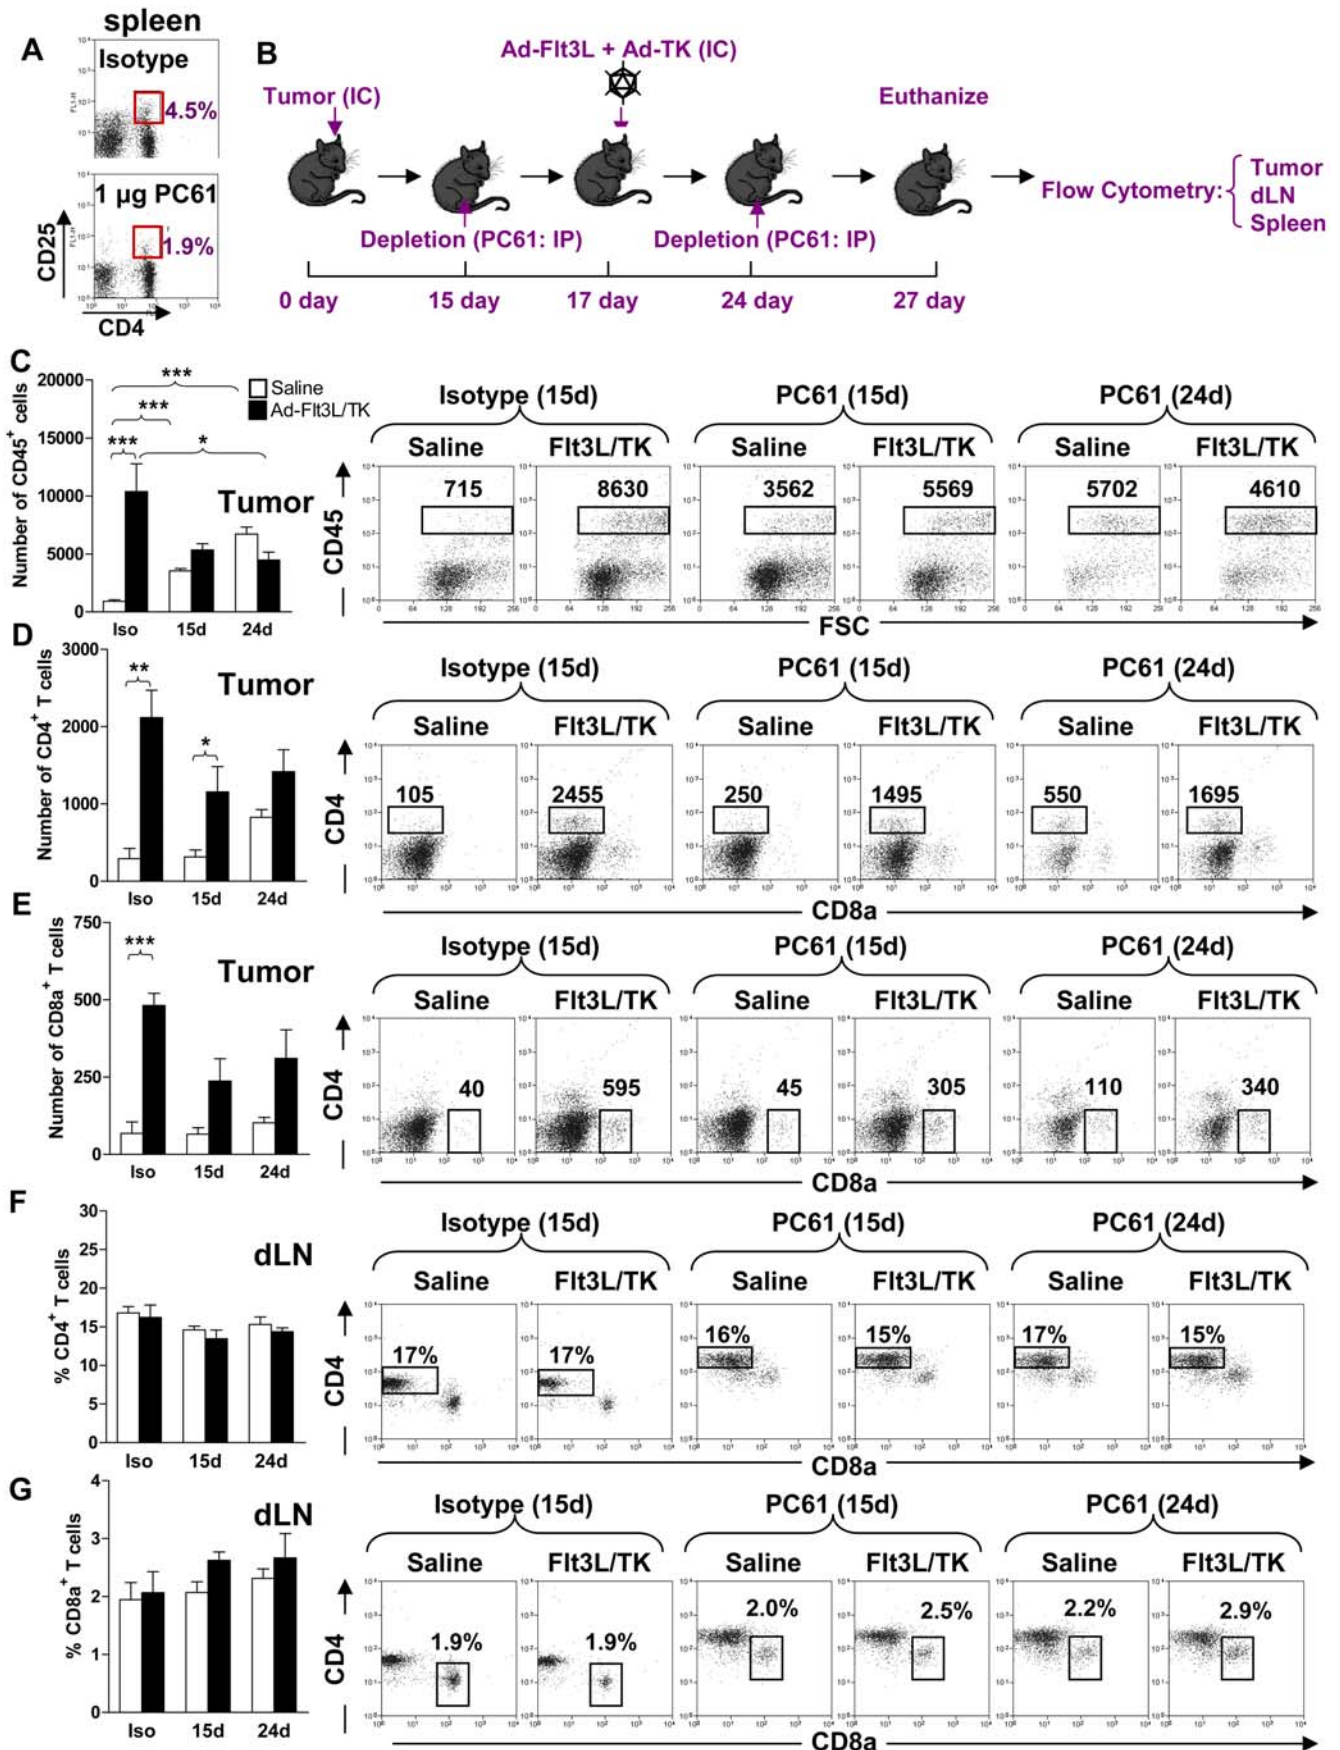 A
spleen
Isotype
4.5%
1 µg PC61
1.9%
CD25
CD4
B
Ad-Flt3L + Ad-TK (IC)
Tumor (IC)
Euthanize
Depletion (PC61: IP)
Depletion (PC61: IP)
Flow Cytometry:
Tumor
dLN
Spleen
0 day
15 day
17 day
24 day
27 day
C
Number of CD45+ cells
20000
15000
10000
5000
0
***
***
***
*
Saline
Ad-Flt3L/TK
Tumor
Iso
15d
24d
Isotype (15d)
PC61 (15d)
PC61 (24d)
Saline
Flt3L/TK
Saline
Flt3L/TK
Saline
Flt3L/TK
715
8630
3562
5569
5702
4610
CD45
FSC
D
Number of CD4+ T cells
3000
2000
1000
0
**
*
Tumor
Iso
15d
24d
Isotype (15d)
PC61 (15d)
PC61 (24d)
Saline
Flt3L/TK
Saline
Flt3L/TK
Saline
Flt3L/TK
105
2455
250
1495
550
1695
CD4
CD8a
E
Number of CD8a+ T cells
750
500
250
0
***
Tumor
Iso
15d
24d
Isotype (15d)
PC61 (15d)
PC61 (24d)
Saline
Flt3L/TK
Saline
Flt3L/TK
Saline
Flt3L/TK
40
595
45
305
110
340
CD4
CD8a
F
% CD4+ T cells
30
25
20
15
10
5
0
dLN
Iso
15d
24d
Isotype (15d)
PC61 (15d)
PC61 (24d)
Saline
Flt3L/TK
Saline
Flt3L/TK
Saline
Flt3L/TK
17%
17%
16%
15%
17%
15%
CD4
CD8a
G
% CD8a+ T cells
4
3
2
1
0
dLN
Iso
15d
24d
Isotype (15d)
PC61 (15d)
PC61 (24d)
Saline
Flt3L/TK
Saline
Flt3L/TK
Saline
Flt3L/TK
1.9%
1.9%
2.0%
2.5%
2.2%
2.9%
CD4
CD8a